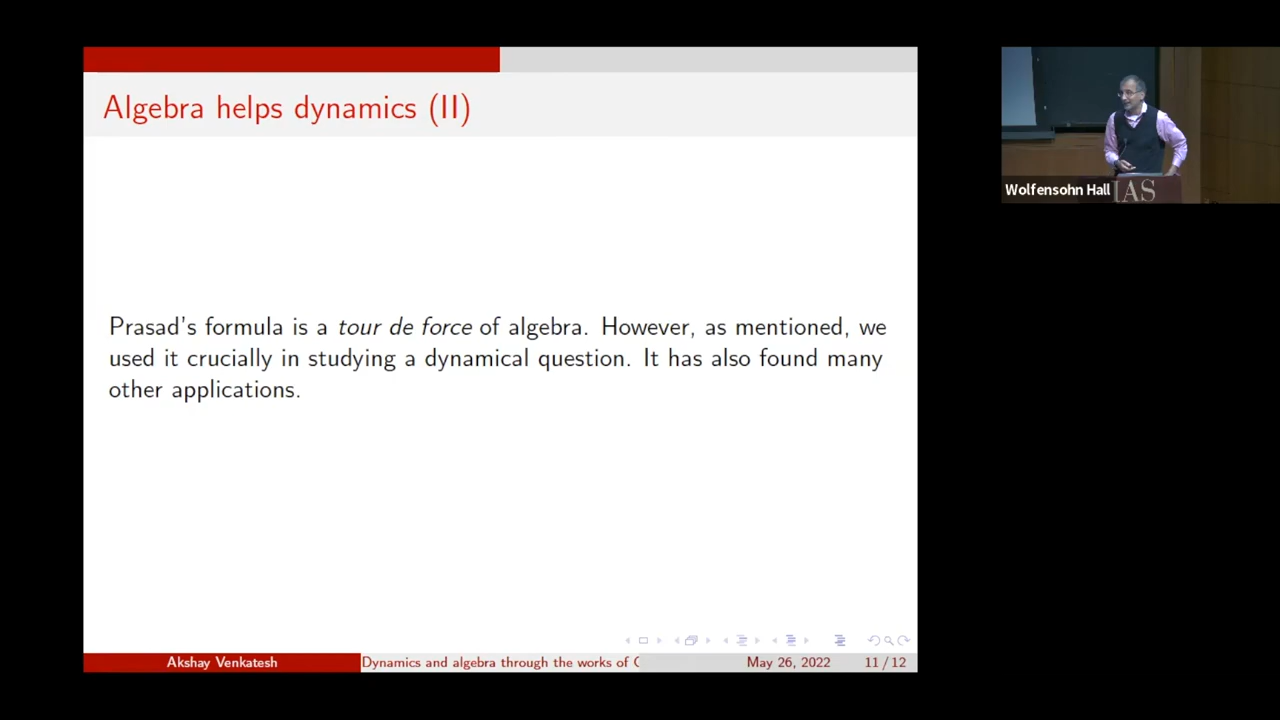 Algebra helps dynamics (II)
Prasad's formula is a tour de force of algebra. However, as mentioned, we
used it crucially in studying a dynamical question. It has also found many
other applications.
Akshay Venkatesh
Dynamics and algebra through the works of
May 26, 2022
11 / 12
Wolfensohn Hall
IAS